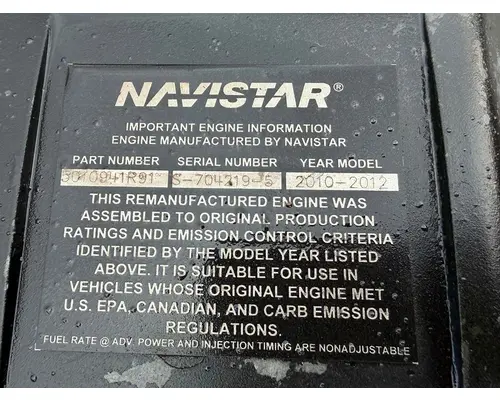 NAVISTAR®
IMPORTANT ENGINE INFORMATION
ENGINE MANUFACTURED BY NAVISTAR
PART NUMBER SERIAL NUMBER YEAR MODEL
5010941R91 S-704219-5 2010-2012
THIS REMANUFACTURED ENGINE WAS
ASSEMBLED TO ORIGINAL PRODUCTION
RATINGS AND EMISSION CONTROL CRITERIA
IDENTIFIED BY THE MODEL YEAR LISTED
ABOVE. IT IS SUITABLE FOR USE IN
VEHICLES WHOSE ORIGINAL ENGINE MET
U.S. EPA, CANADIAN, AND CARB EMISSION
REGULATIONS.
FUEL RATE @ ADV. POWER AND INJECTION TIMING ARE NONADJUSTABLE